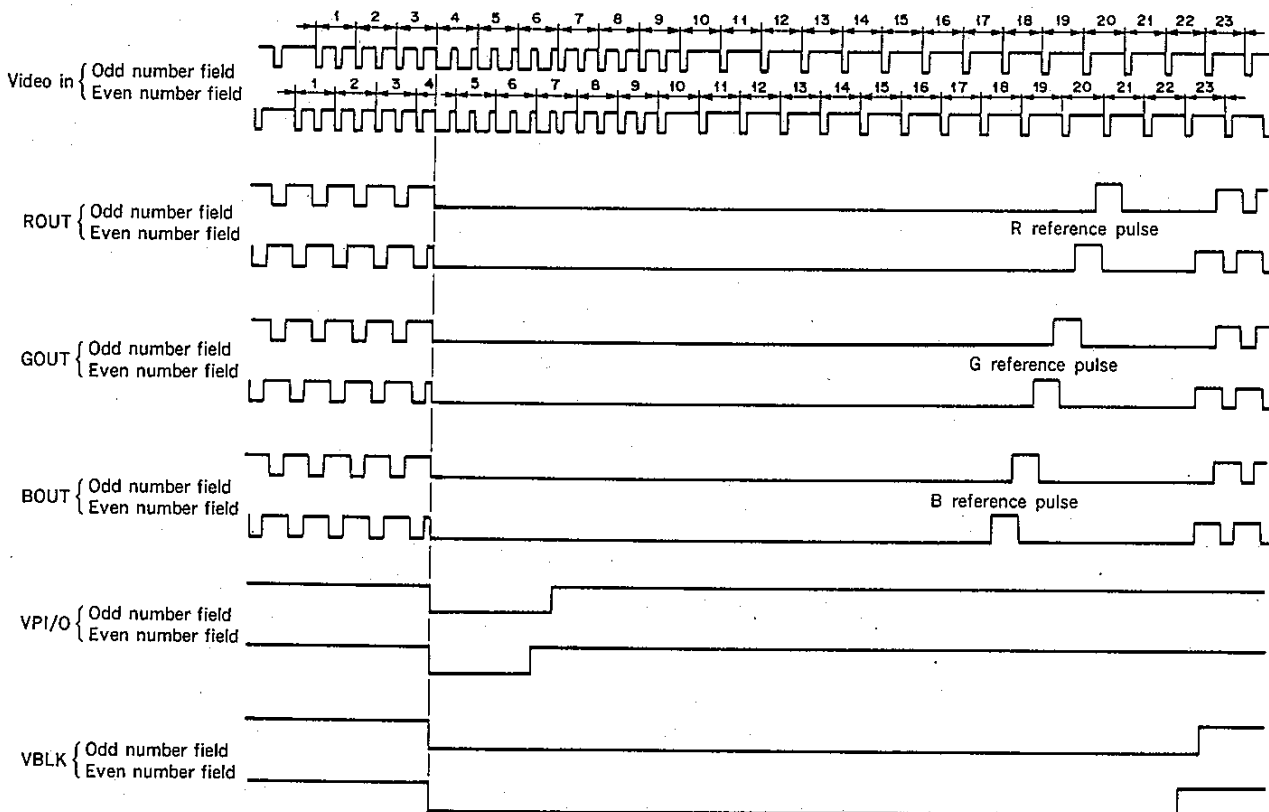 1 2 3 4 5 6 7 8 9 10 11 12 13 14 15 16 17 18 19 20 21 22 23
Video in { Odd number field
Even number field
1 2 3 4 5 6 7 8 9 10 11 12 13 14 15 16 17 18 19 20 21 22 23
ROUT { Odd number field
Even number field
R reference pulse
GOUT { Odd number field
Even number field
G reference pulse
BOUT { Odd number field
Even number field
B reference pulse
VPI/O { Odd number field
Even number field
VBLK { Odd number field
Even number field